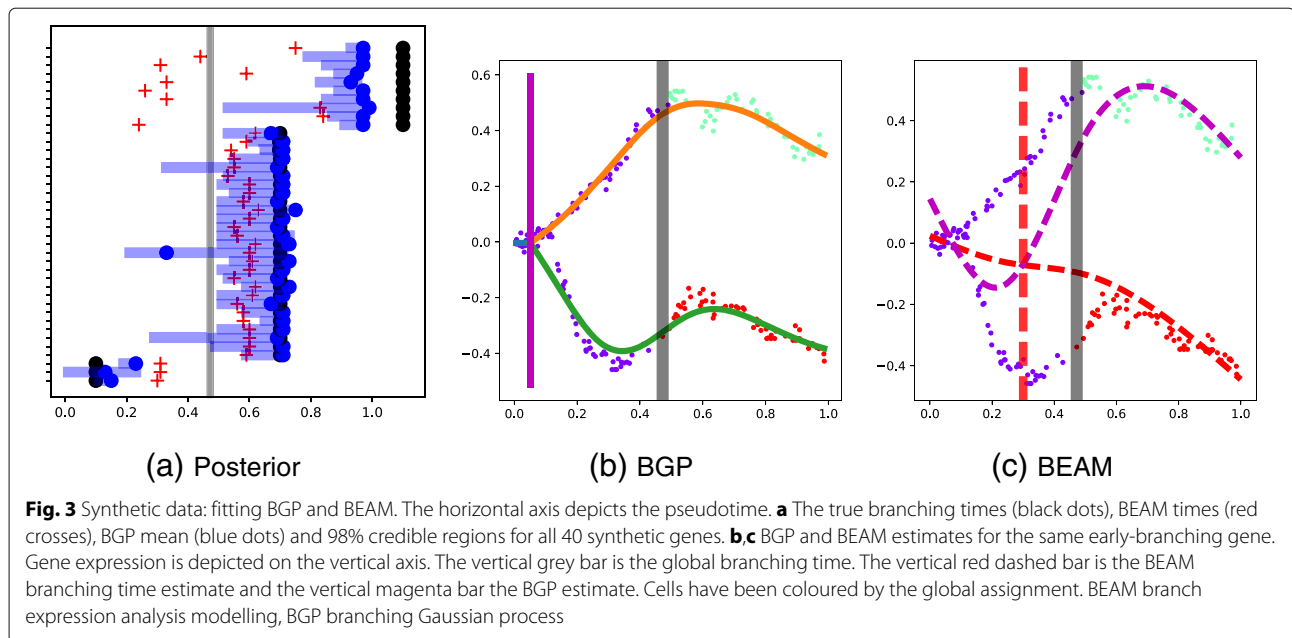 0.0 0.2 0.4 0.6 0.8 1.0
(a) Posterior
0.6
0.4
0.2
0.0
−0.2
−0.4
0.0 0.2 0.4 0.6 0.8 1.0
(b) BGP
0.4
0.2
0.0
−0.2
−0.4
0.0 0.2 0.4 0.6 0.8 1.0
(c) BEAM
Fig. 3 Synthetic data: fitting BGP and BEAM. The horizontal axis depicts the pseudotime. a The true branching times (black dots), BEAM times (red
crosses), BGP mean (blue dots) and 98% credible regions for all 40 synthetic genes. b,c BGP and BEAM estimates for the same early-branching gene.
Gene expression is depicted on the vertical axis. The vertical grey bar is the global branching time. The vertical red dashed bar is the BEAM
branching time estimate and the vertical magenta bar the BGP estimate. Cells have been coloured by the global assignment. BEAM branch
expression analysis modelling, BGP branching Gaussian process